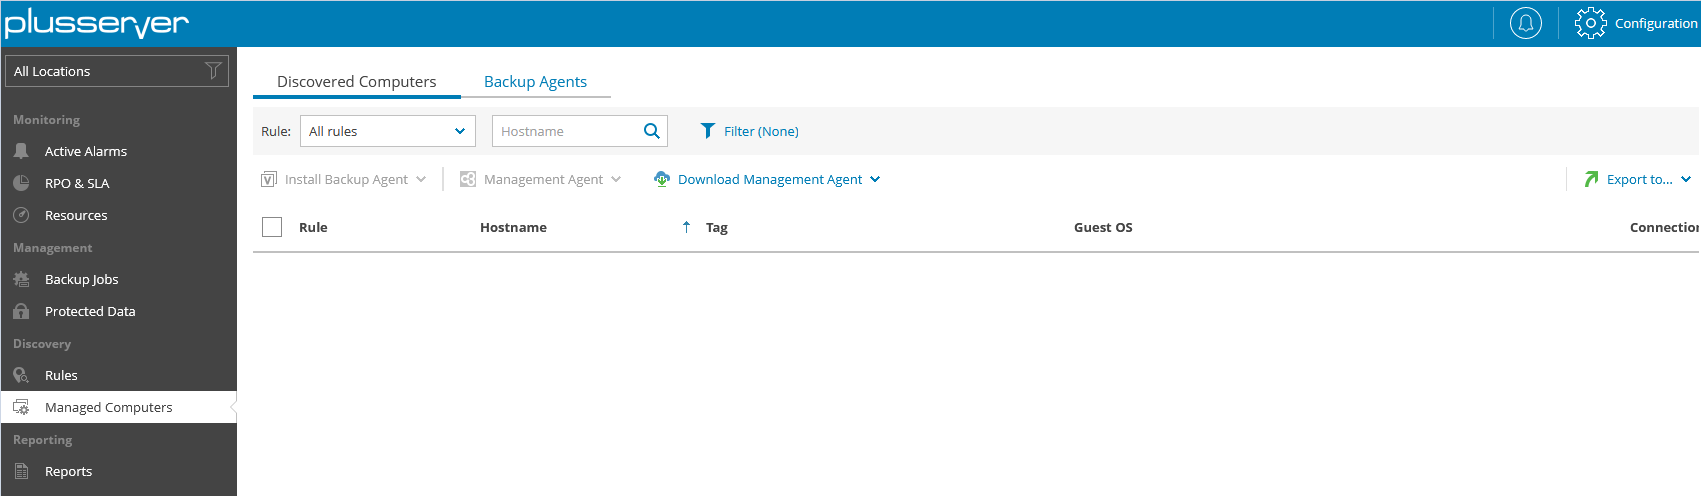 plusserver
Configuration
All Locations
Monitoring
Active Alarms
RPO & SLA
Resources
Management
Backup Jobs
Protected Data
Discovery
Rules
Managed Computers
Reporting
Reports
Discovered Computers Backup Agents
Rule: All rules Hostname Filter (None)
Install Backup Agent Management Agent Download Management Agent Export to...
Rule Hostname Tag Guest OS Connection